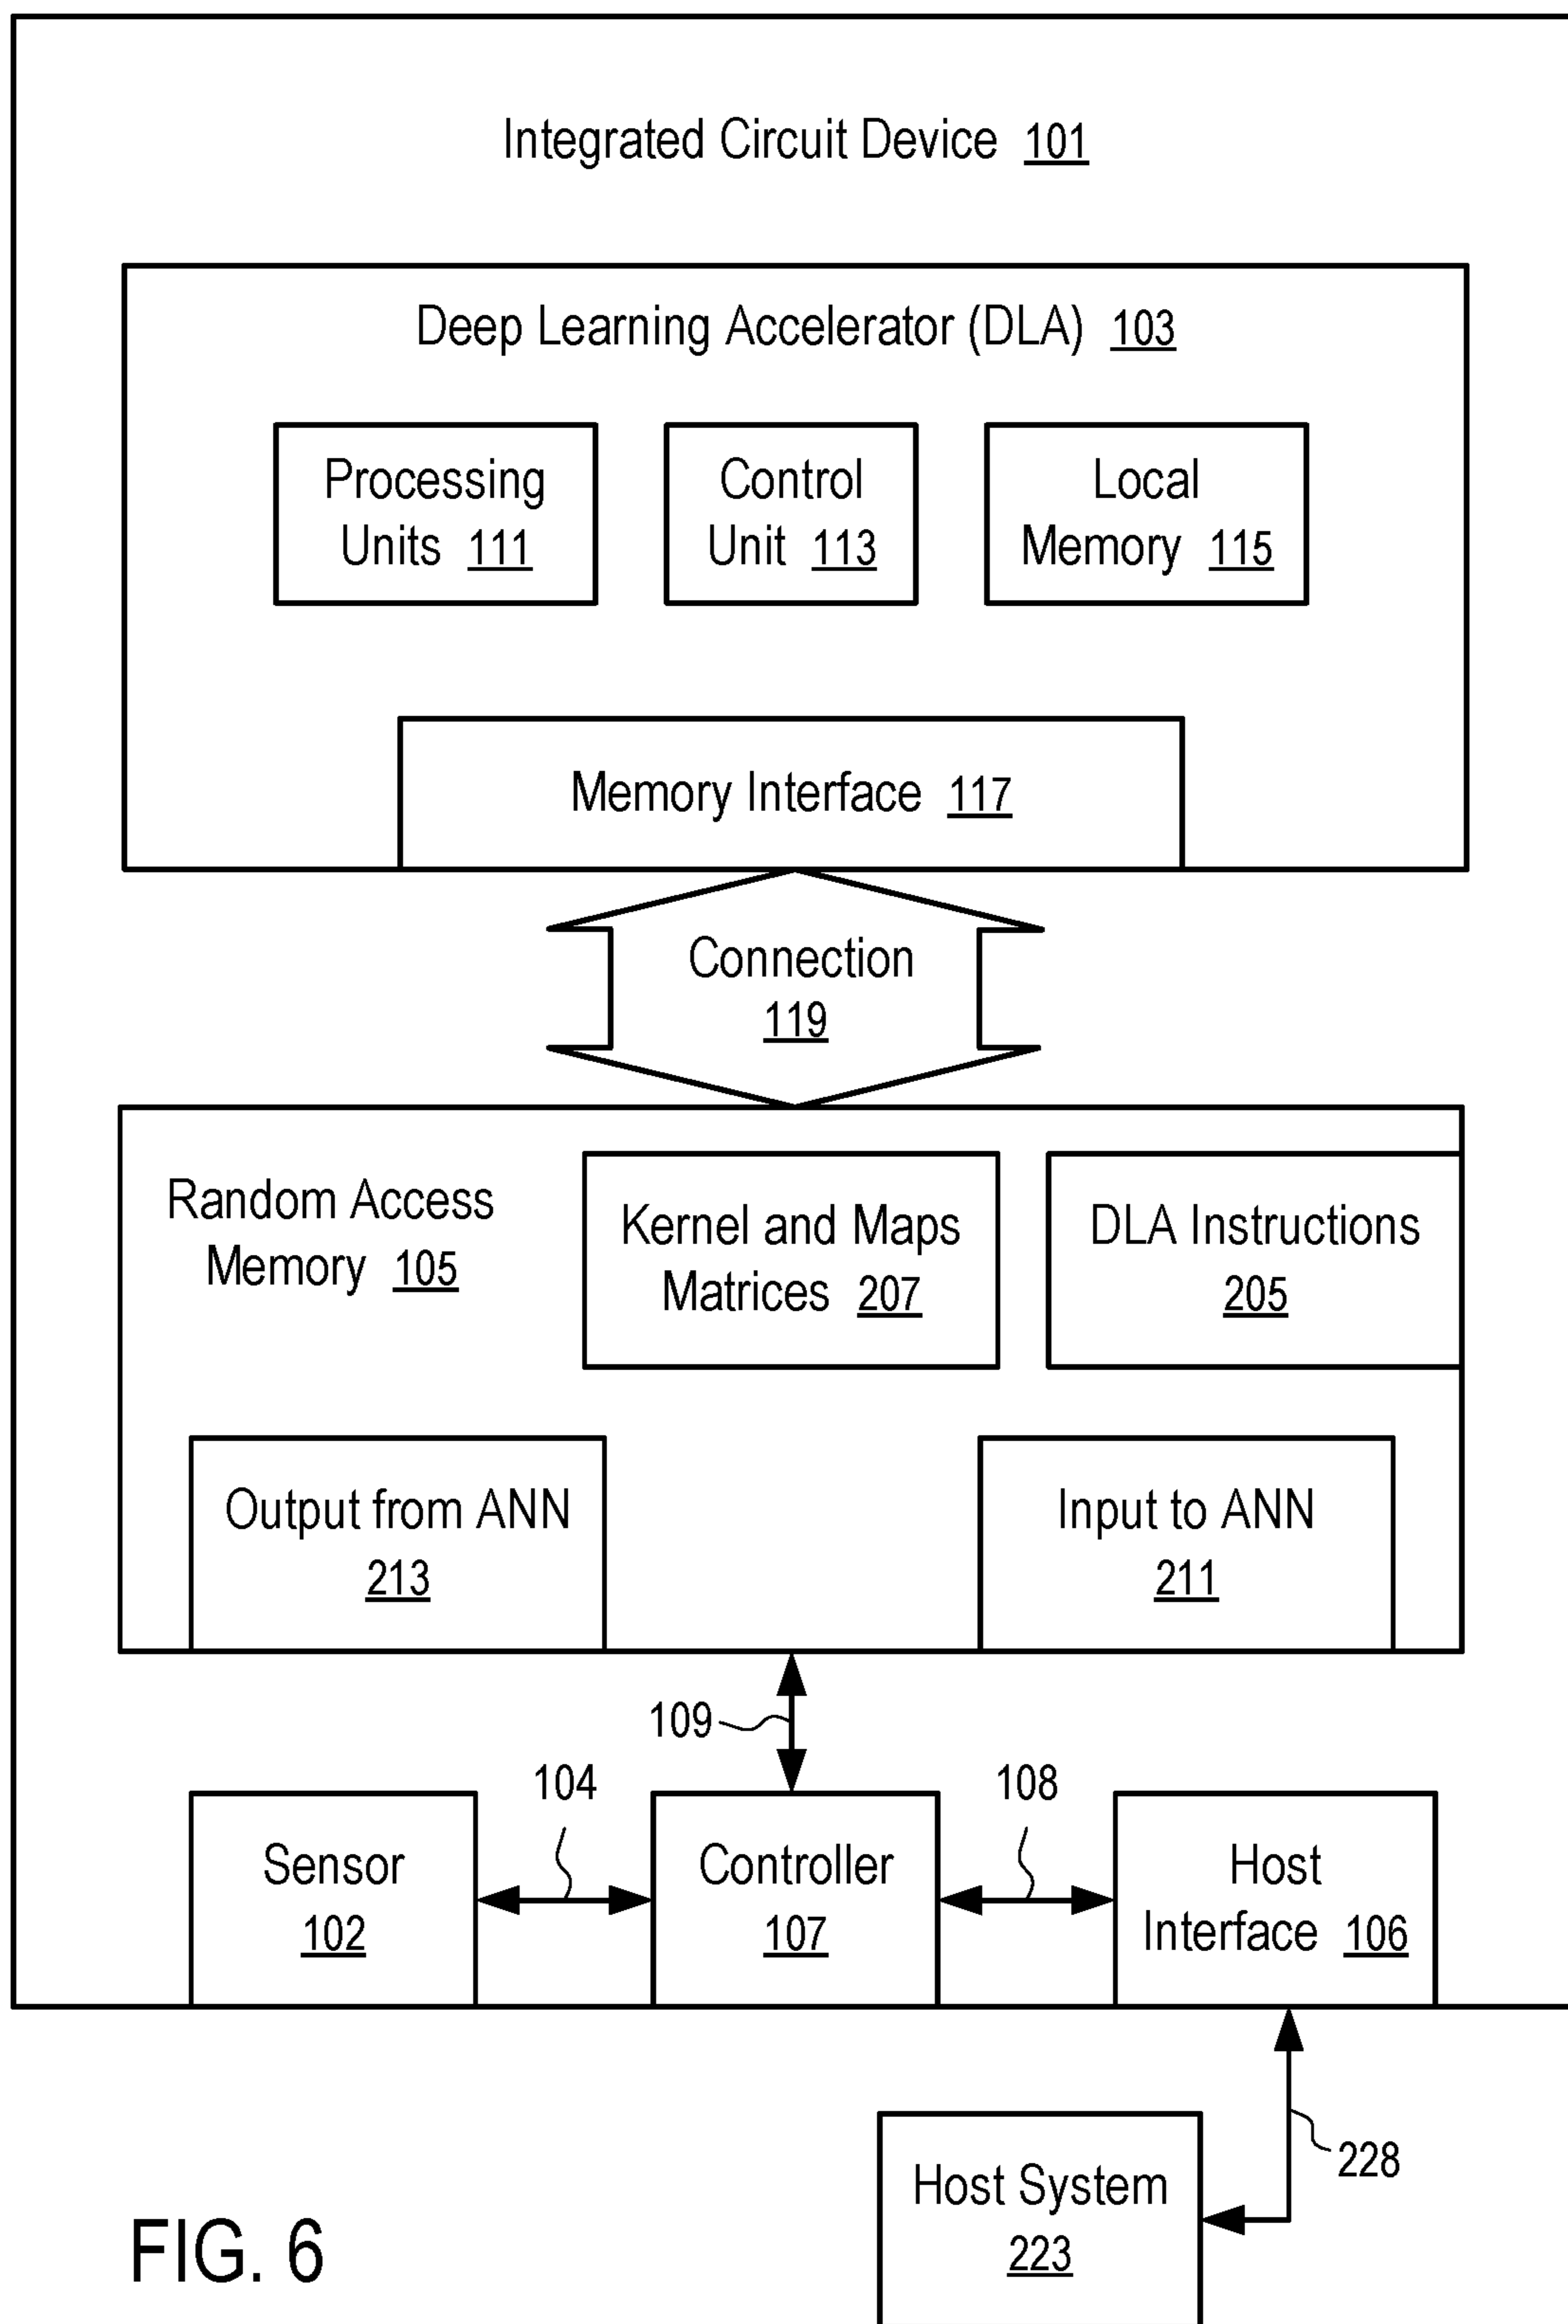 Integrated Circuit Device 101
Deep Learning Accelerator (DLA) 103
Processing
Units 111
Control
Unit 113
Local
Memory 115
Memory Interface 117
Connection
119
Random Access
Memory 105
Kernel and Maps
Matrices 207
DLA Instructions
205
Output from ANN
213
Input to ANN
211
109
104
108
Sensor
102
Controller
107
Host
Interface 106
228
Host System
223
FIG. 6